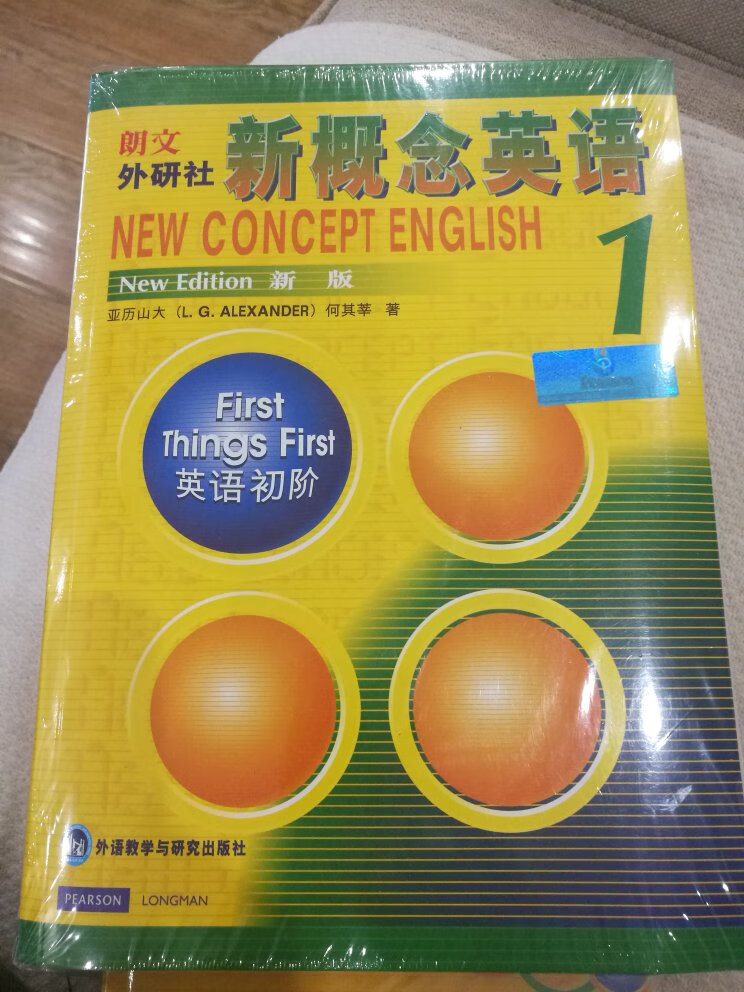 朗文
外研社
新概念英语
NEW CONCEPT ENGLISH
1
New Edition 新 版
亚历山大（L. G. ALEXANDER）何其莘 著
Pearson
First
Things First
英语初阶
外语教学与研究出版社
PEARSON LONGMAN